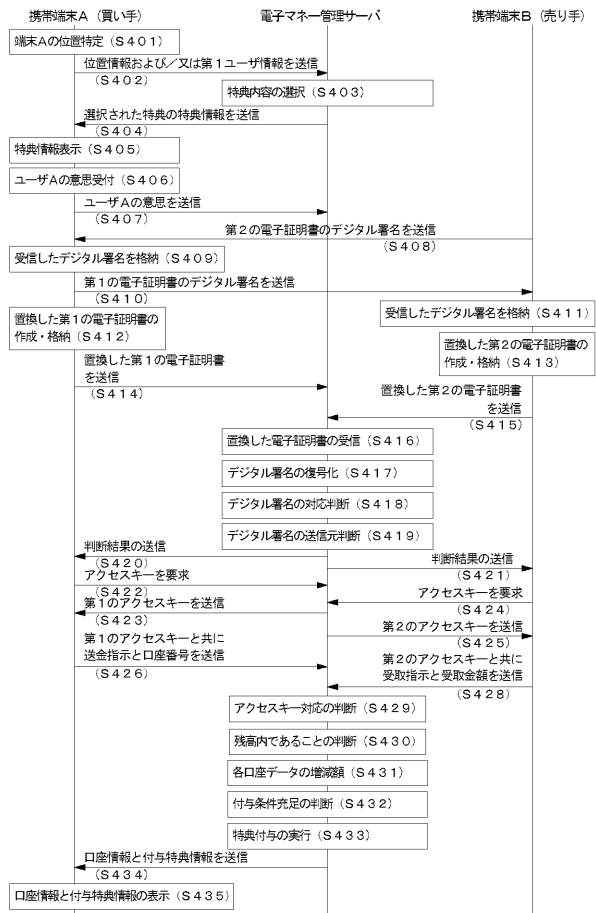 携帯端末Ａ（買い手）
電子マネー管理サーバ
携帯端末Ｂ（売り手）
端末Ａの位置特定（Ｓ４０１）
位置情報および／又は第１ユーザ情報を送信
（Ｓ４０２）
特典内容の選択（Ｓ４０３）
選択された特典の特典情報を送信
（Ｓ４０４）
特典情報表示（Ｓ４０５）
ユーザＡの意思受付（Ｓ４０６）
ユーザＡの意思を送信
（Ｓ４０７）
第２の電子証明書のデジタル署名を送信
（Ｓ４０８）
受信したデジタル署名を格納（Ｓ４０９）
第１の電子証明書のデジタル署名を送信
（Ｓ４１０）
受信したデジタル署名を格納（Ｓ４１１）
置換した第１の電子証明書の
作成・格納（Ｓ４１２）
置換した第２の電子証明書の
作成・格納（Ｓ４１３）
置換した第１の電子証明書
を送信
（Ｓ４１４）
置換した第２の電子証明書
を送信
（Ｓ４１５）
置換した電子証明書の受信（Ｓ４１６）
デジタル署名の復号化（Ｓ４１７）
デジタル署名の対応判断（Ｓ４１８）
デジタル署名の送信元判断（Ｓ４１９）
判断結果の送信
（Ｓ４２０）
判断結果の送信
（Ｓ４２１）
アクセスキーを要求
（Ｓ４２２）
アクセスキーを要求
（Ｓ４２４）
第１のアクセスキーを送信
（Ｓ４２３）
第２のアクセスキーを送信
（Ｓ４２５）
第１のアクセスキーと共に
送金指示と口座番号を送信
（Ｓ４２６）
第２のアクセスキーと共に
受取指示と受取金額を送信
（Ｓ４２８）
アクセスキー対応の判断（Ｓ４２９）
残高内であることの判断（Ｓ４３０）
各口座データの増減額（Ｓ４３１）
付与条件充足の判断（Ｓ４３２）
特典付与の実行（Ｓ４３３）
口座情報と付与特典情報を送信
（Ｓ４３４）
口座情報と付与特典情報の表示（Ｓ４３５）